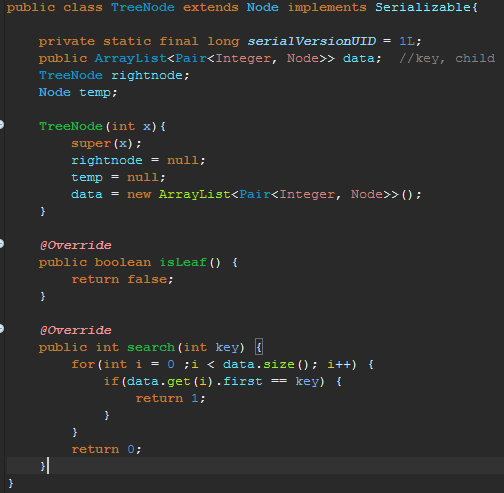 public class TreeNode extends Node implements Serializable{
private static final long serialVersionUID = 1L;
public ArrayList<Pair<Integer, Node>> data;  //key, child
TreeNode rightnode;
Node temp;
TreeNode(int x){
super(x);
rightnode = null;
temp = null;
data = new ArrayList<Pair<Integer, Node>>();
}
@Override
public boolean isLeaf() {
return false;
}
@Override
public int search(int key) {
for(int i = 0 ;i < data.size(); i++) {
if(data.get(i).first == key) {
return 1;
}
}
return 0;
}
}